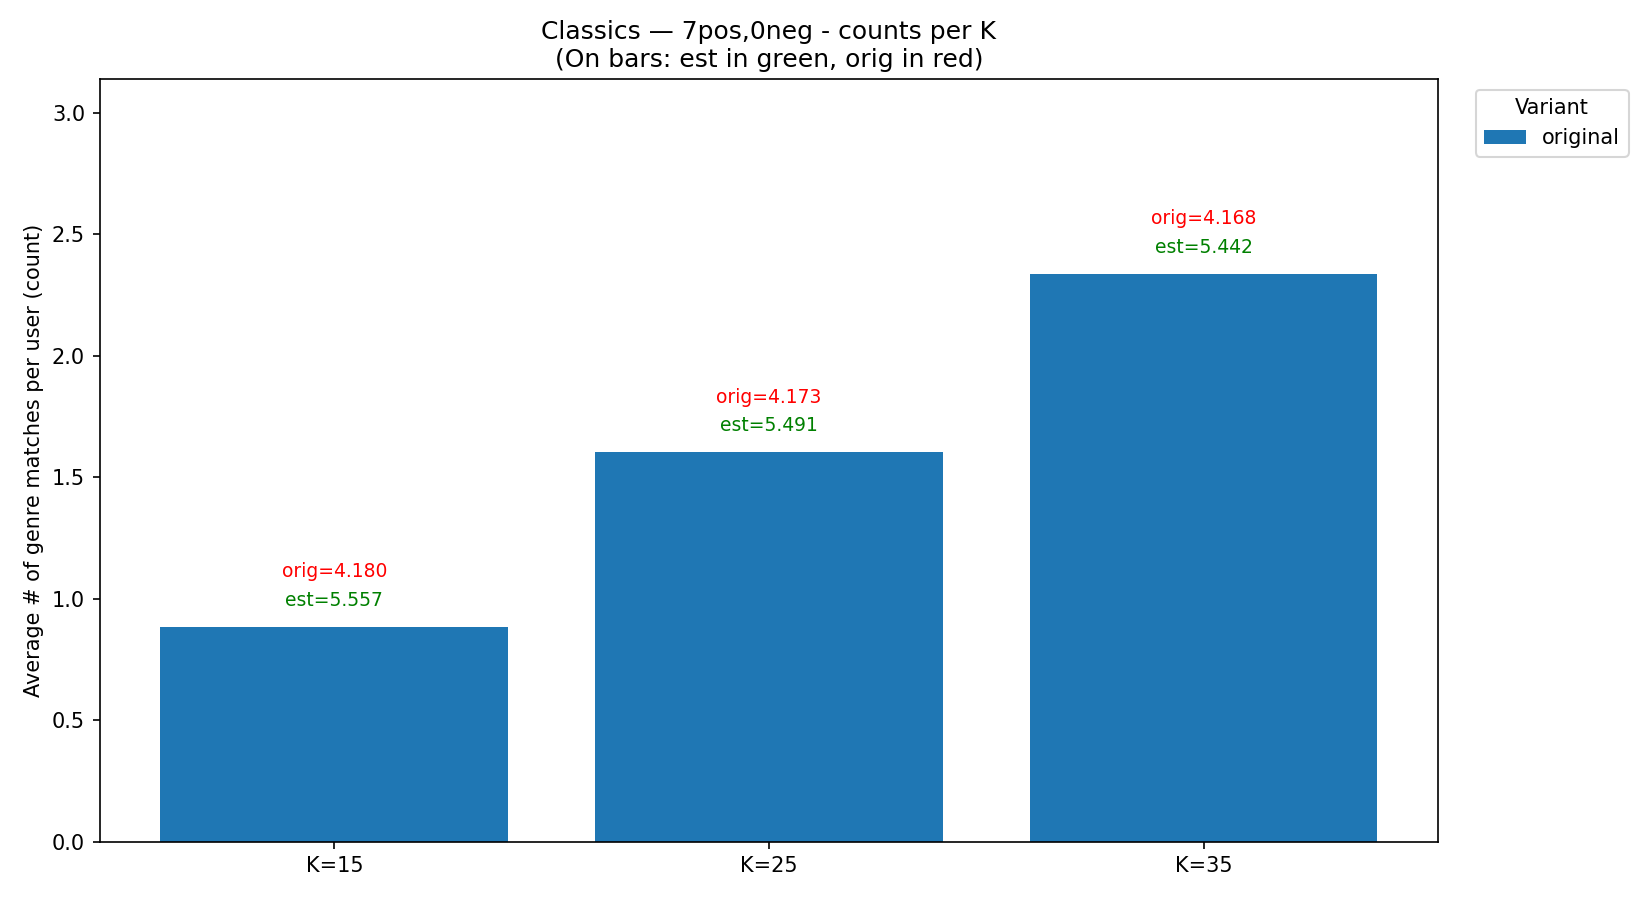 Classics — 7pos,0neg - counts per K
(On bars: est in green, orig in red)
Average # of genre matches per user (count)
3.0
2.5
2.0
1.5
1.0
0.5
0.0
orig=4.180
est=5.557
orig=4.173
est=5.491
orig=4.168
est=5.442
K=15
K=25
K=35
Variant
original